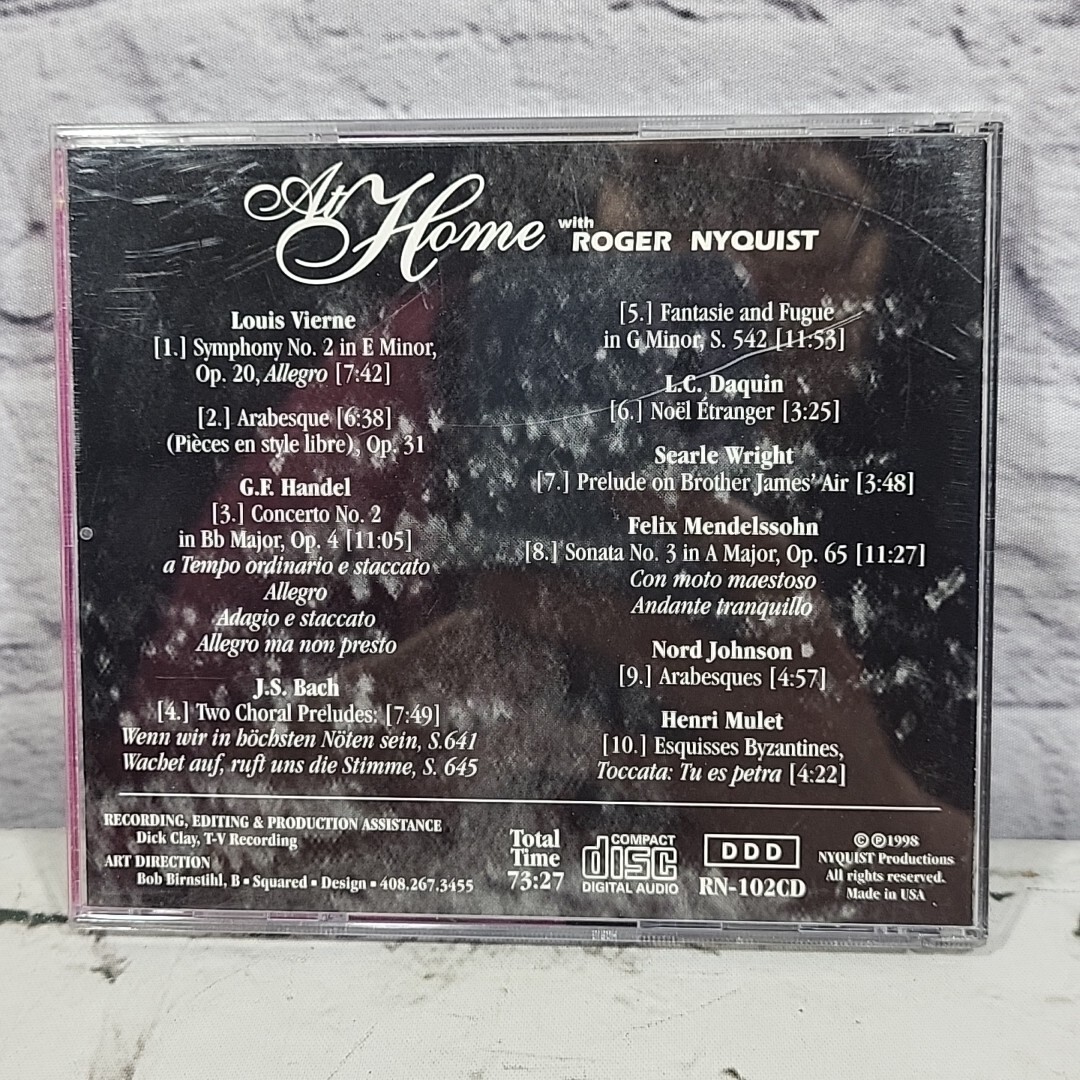 At Home with ROGER NYQUIST
Louis Vierne
[1.] Symphony No. 2 in E Minor,
Op. 20, Allegro [7:42]
[2.] Arabesque [6:38]
(Pièces en style libre), Op. 31
G.F. Handel
[3.] Concerto No. 2
in Bb Major, Op. 4 [11:05]
a Tempo ordinario e staccato
Allegro
Adagio e staccato
Allegro ma non presto
J.S. Bach
[4.] Two Choral Preludes: [7:49]
Wenn wir in höchsten Nöten sein, S.641
Wachet auf, ruft uns die Stimme, S. 645
[5.] Fantasie and Fugue
in G Minor, S. 542 [11:53]
L.C. Daquin
[6.] Noël Étranger [3:25]
Searle Wright
[7.] Prelude on Brother James' Air [3:48]
Felix Mendelssohn
[8.] Sonata No. 3 in A Major, Op. 65 [11:27]
Con moto maestoso
Andante tranquillo
Nord Johnson
[9.] Arabesques [4:57]
Henri Mulet
[10.] Esquisses Byzantines,
Toccata: Tu es petra [4:22]
RECORDING, EDITING & PRODUCTION ASSISTANCE
Dick Clay, T-V Recording
ART DIRECTION
Bob Birnstihl, B ▪ Squared ▪ Design ▪ 408.267.3455
Total
Time
73:27
COMPACT
disc
DIGITAL AUDIO
DDD
RN-102CD
©℗1998
NYQUIST Productions
All rights reserved.
Made in USA